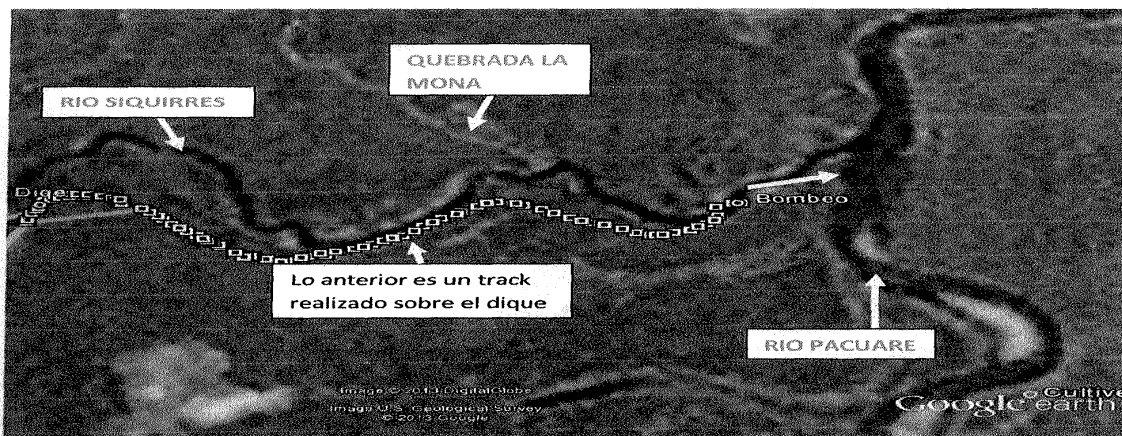 QUEBRADA LA
MONA
RIO SIQUIRRES
Dique
Bombeo
Lo anterior es un track
realizado sobre el dique
RIO PACUARE
Image © 2013 DigitalGlobe
Image U.S. Geological Survey
© 2013 Google
Cultive
Google earth